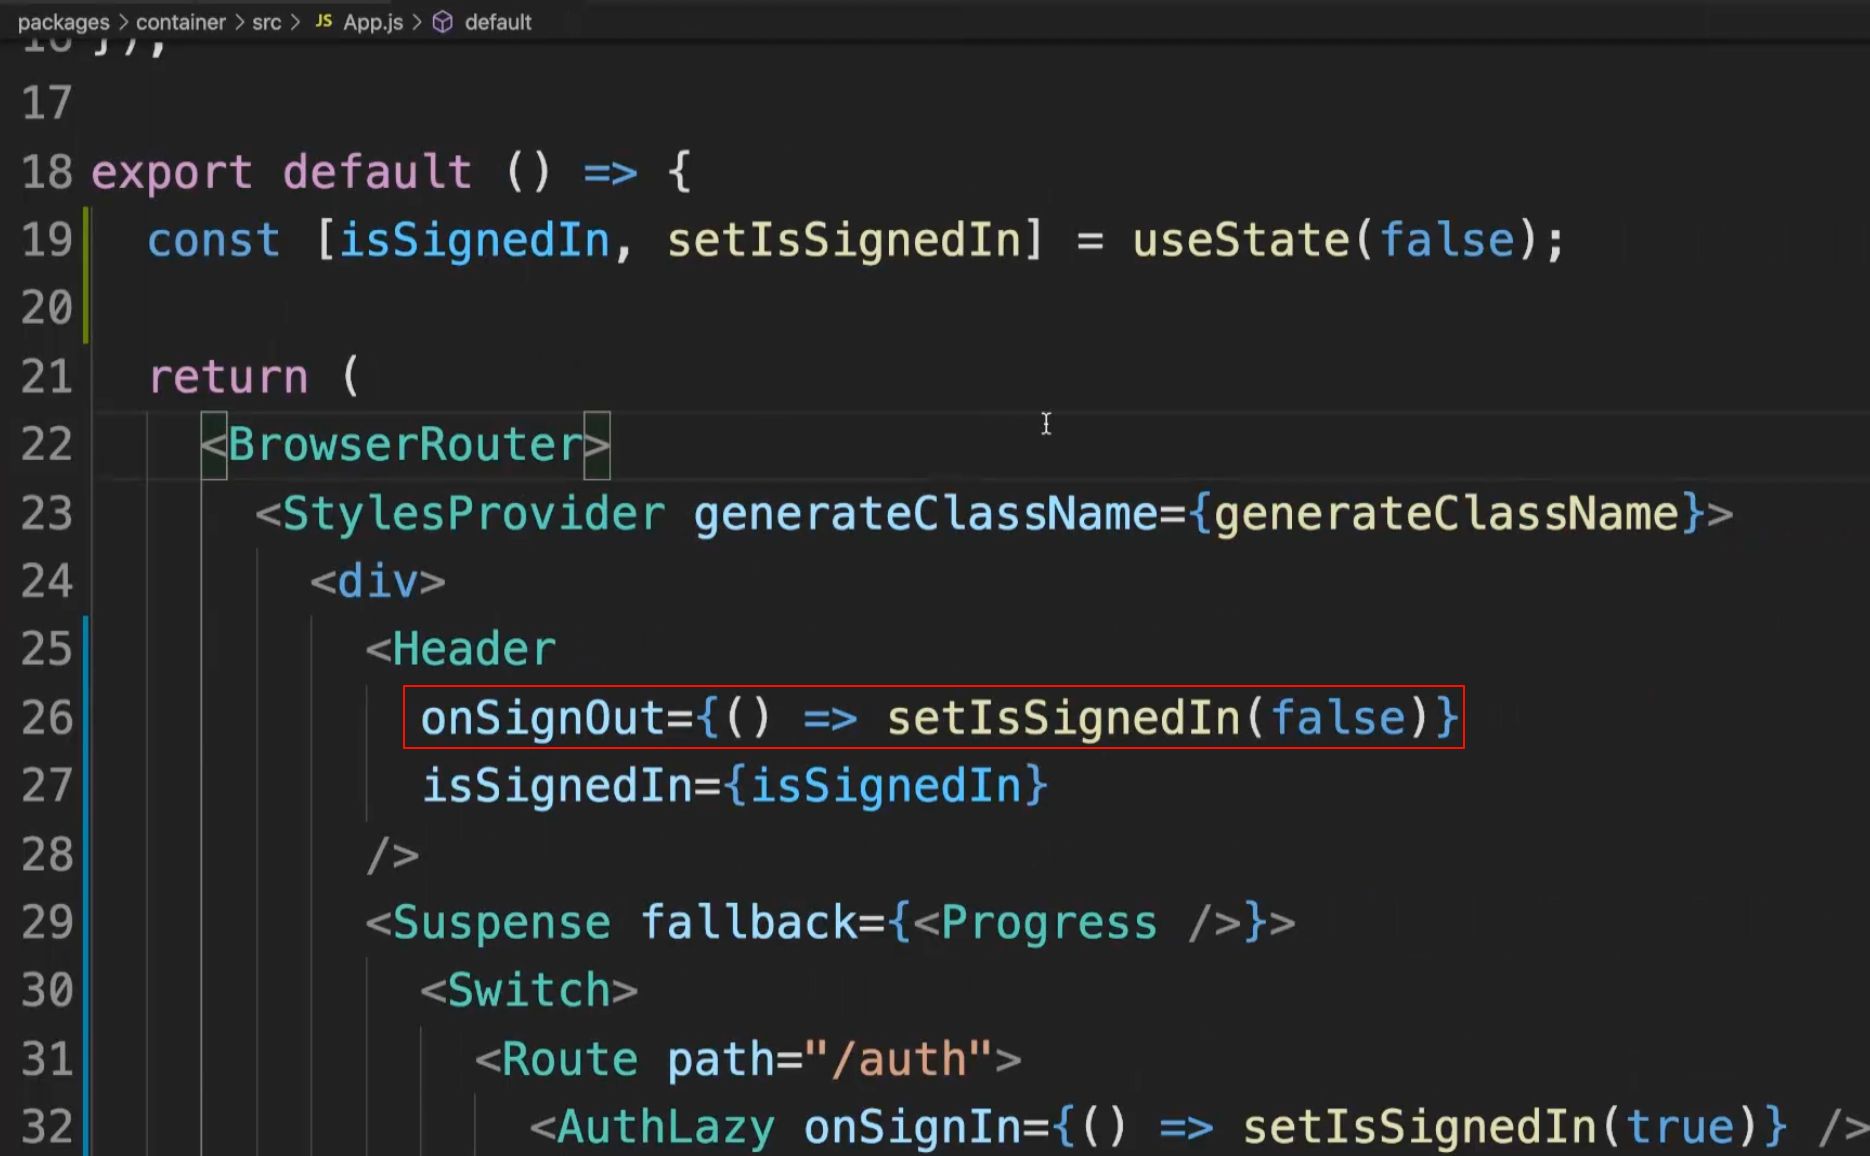 packages > container > src > JS App.js > default
16 });
17
18 export default () => {
19 const [isSignedIn, setIsSignedIn] = useState(false);
20
21 return (
22 <BrowserRouter>
23 <StylesProvider generateClassName={generateClassName}>
24 <div>
25 <Header
26 onSignOut={() => setIsSignedIn(false)}
27 isSignedIn={isSignedIn}
28 />
29 <Suspense fallback={<Progress />}>
30 <Switch>
31 <Route path="/auth">
32 <AuthLazy onSignIn={() => setIsSignedIn(true)} />